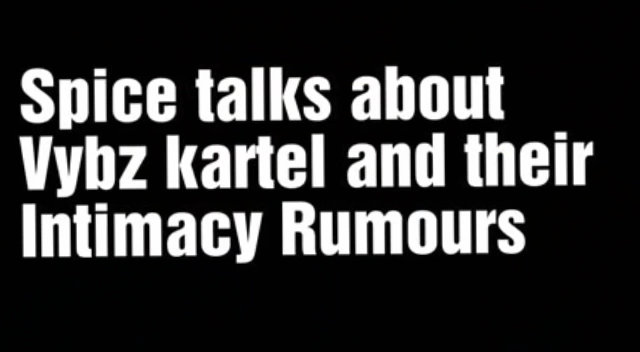 Spice talks about
Vybz kartel and their
Intimacy Rumours